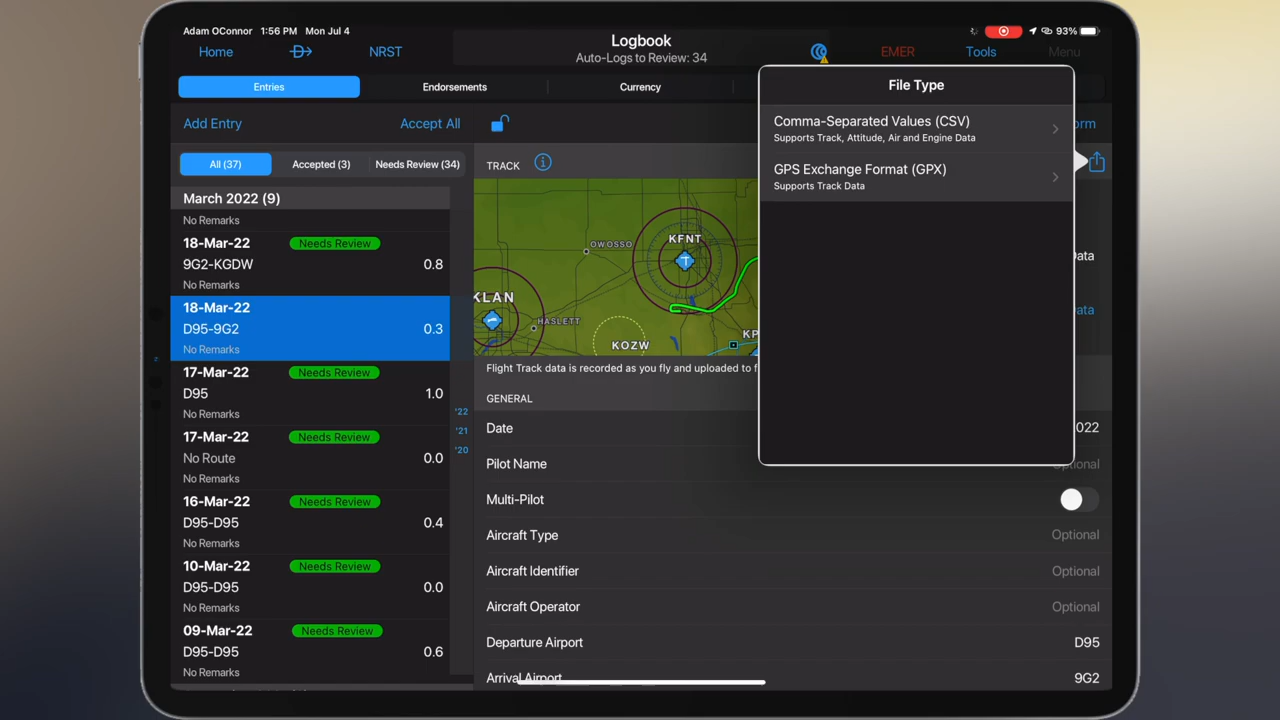 Adam OConnor 1:56 PM Mon Jul 4
93%
Home
NRST
Logbook
Auto-Logs to Review: 34
EMER
Tools
Menu
Entries
Endorsements
Currency
Add Entry
Accept All
orm
All (37)
Accepted (3)
Needs Review (34)
March 2022 (9)
No Remarks
18-Mar-22 Needs Review
9G2-KGDW 0.8
No Remarks
18-Mar-22
D95-9G2 0.3
No Remarks
17-Mar-22 Needs Review
D95 1.0
No Remarks
17-Mar-22 Needs Review
No Route 0.0
No Remarks
16-Mar-22 Needs Review
D95-D95 0.4
No Remarks
10-Mar-22 Needs Review
D95-D95 0.0
No Remarks
09-Mar-22 Needs Review
D95-D95 0.6
No Remarks
'22
'21
'20
TRACK
OWOSSO
KFNT
KLAN
HASLETT
KOZW
KP
Flight Track data is recorded as you fly and uploaded to f
GENERAL
Date 022
Pilot Name Optional
Multi-Pilot
Aircraft Type Optional
Aircraft Identifier Optional
Aircraft Operator Optional
Departure Airport D95
Arrival Airport 9G2
File Type
Comma-Separated Values (CSV)
Supports Track, Attitude, Air and Engine Data
GPS Exchange Format (GPX)
Supports Track Data
Data
ata